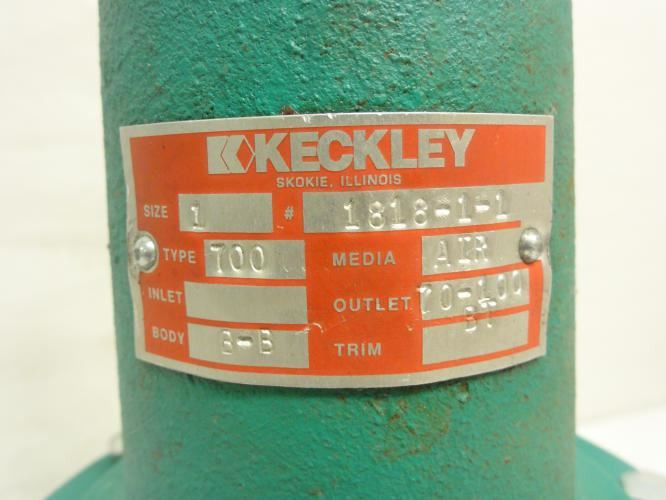 KECKLEY
SKOKIE, ILLINOIS
SIZE 1 # 1818-1-1
TYPE 700 MEDIA AIR
INLET OUTLET 70-100
BODY B-B TRIM